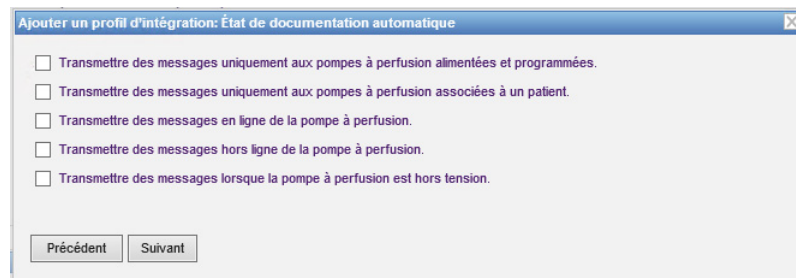 Ajouter un profil d'intégration: État de documentation automatique
Transmettre des messages uniquement aux pompes à perfusion alimentées et programmées.
Transmettre des messages uniquement aux pompes à perfusion associées à un patient.
Transmettre des messages en ligne de la pompe à perfusion.
Transmettre des messages hors ligne de la pompe à perfusion.
Transmettre des messages lorsque la pompe à perfusion est hors tension.
Précédent Suivant